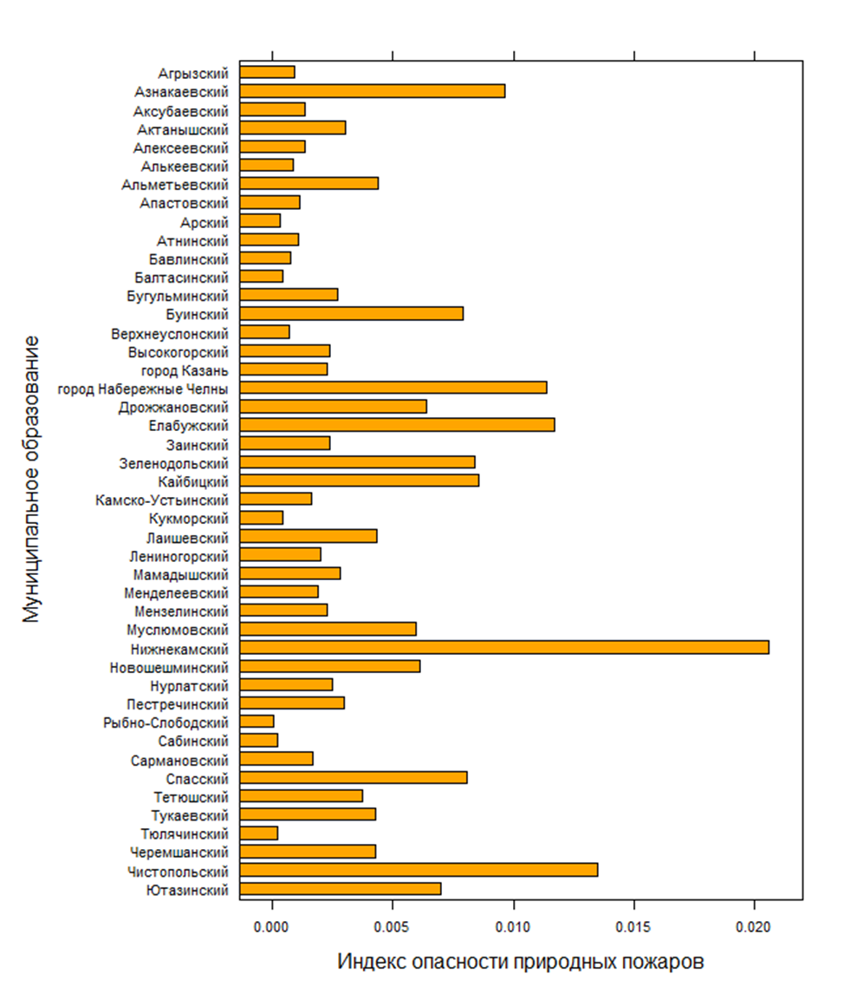 Агрызский
Азнакаевский
Аксубаевский
Актанышский
Алексеевский
Алькеевский
Альметьевский
Апастовский
Арский
Атнинский
Бавлинский
Балтасинский
Бугульминский
Буинский
Верхнеуслонский
Высокогорский
город Казань
город Набережные Челны
Дрожжановский
Елабужский
Заинский
Зеленодольский
Кайбицкий
Камско-Устьинский
Кукморский
Лаишевский
Лениногорский
Мамадышский
Менделеевский
Мензелинский
Муслюмовский
Нижнекамский
Новошешминский
Нурлатский
Пестречинский
Рыбно-Слободский
Сабинский
Сармановский
Спасский
Тетюшский
Тукаевский
Тюлячинский
Черемшанский
Чистопольский
Ютазинский
Муниципальное образование
0.000 0.005 0.010 0.015 0.020
Индекс опасности природных пожаров